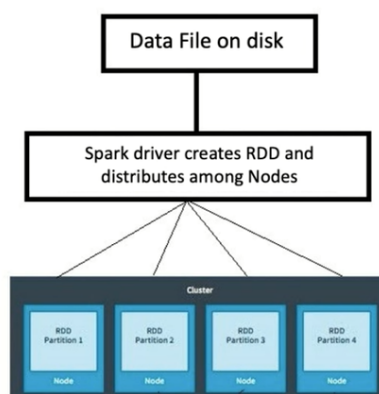 Data File on disk
Spark driver creates RDD and
distributes among Nodes
Cluster
RDD
Partition 1
RDD
Partition 2
RDD
Partition 3
RDD
Partition 4
Node
Node
Node
Node